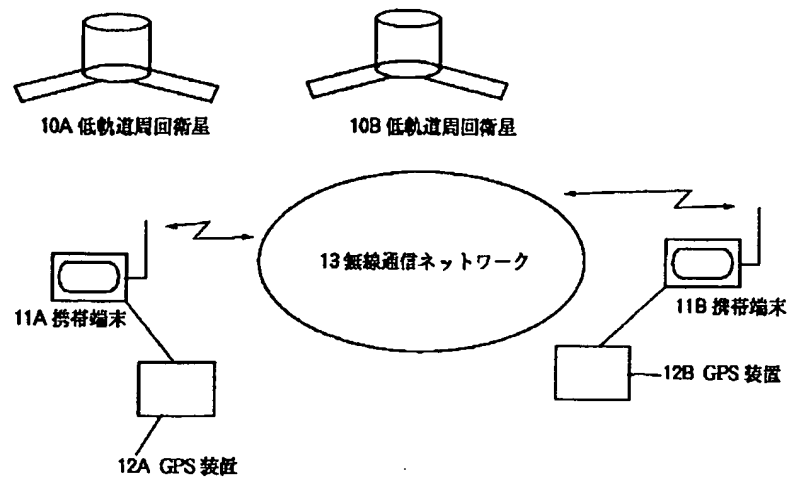 10A 低軌道周回衛星
10B 低軌道周回衛星
13 無線通信ネットワーク
11A 携帯端末
11B 携帯端末
12B GPS 装置
12A GPS 装置